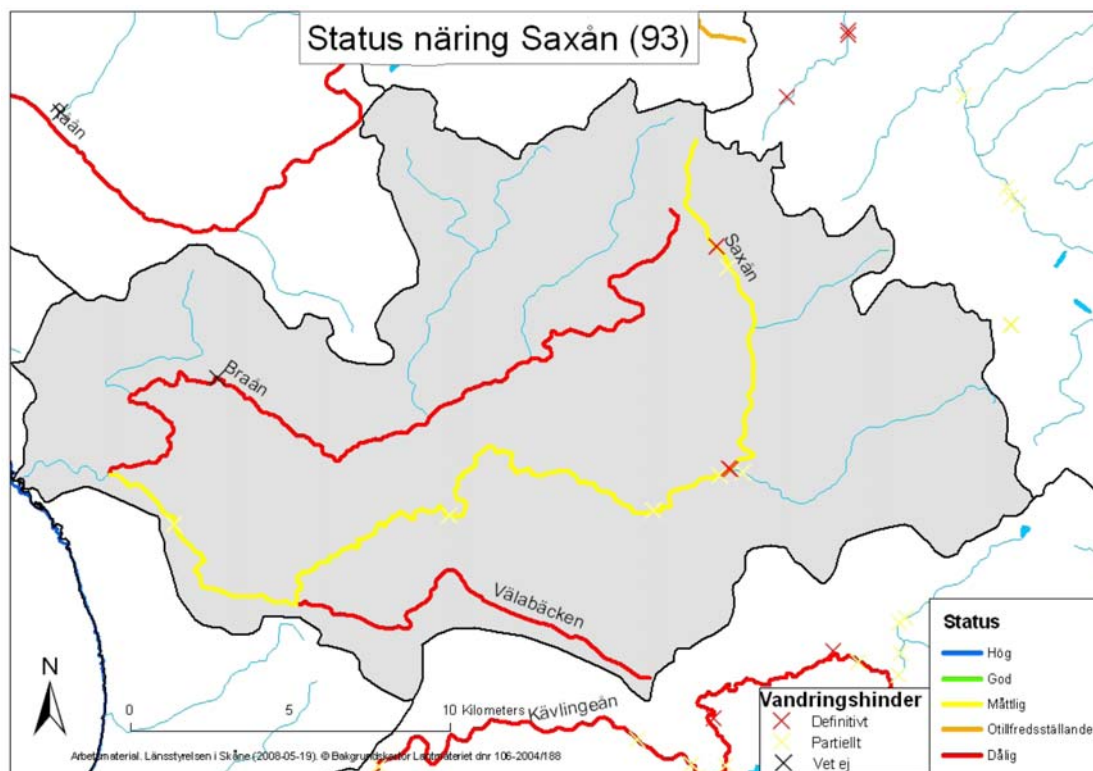 Status näring Saxån (93)
Råån
Saxån
Braån
Välabäcken
Kävlingeån
N
0 5 10 Kilometers
Arbetsmaterial. Länsstyrelsen i Skåne (2008-05-19). © Bakgrundskartor Lantmäteriet dnr 106-2004/188
Vandringshinder
Definitivt
Partiellt
Vet ej
Status
Hög
God
Måttlig
Otillfredsställande
Dålig